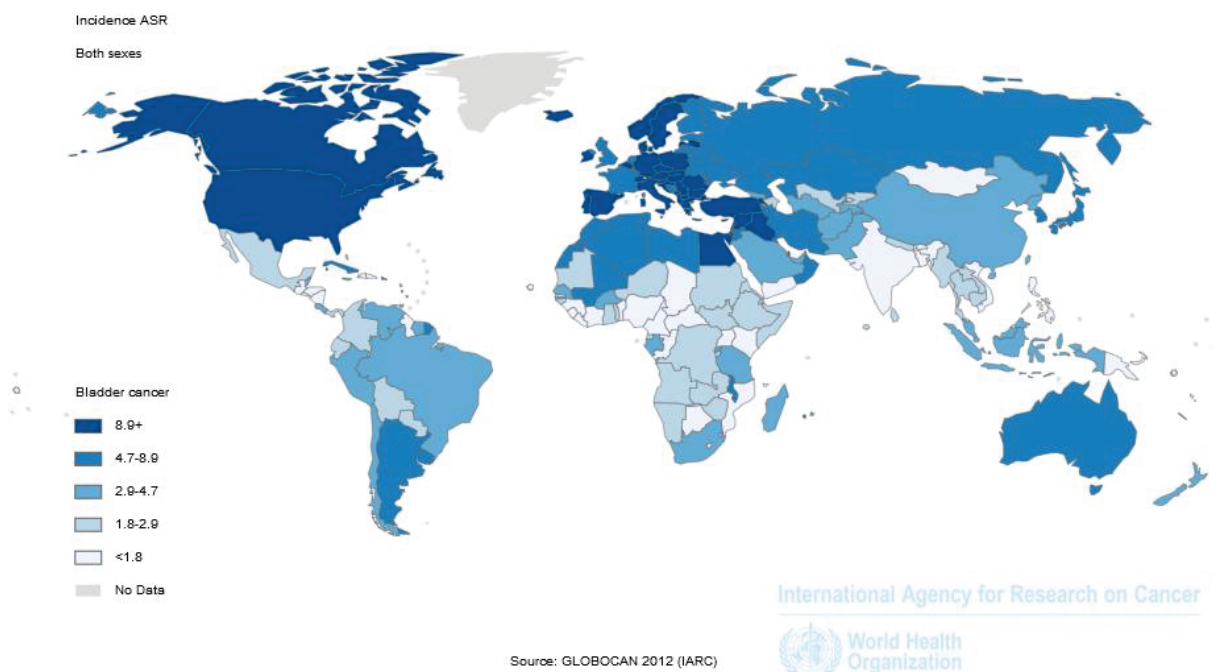 Incidence ASR
Both sexes
Bladder cancer
8.9+
4.7-8.9
2.9-4.7
1.8-2.9
<1.8
No Data
International Agency for Research on Cancer
World Health
Organization
Source: GLOBOCAN 2012 (IARC)